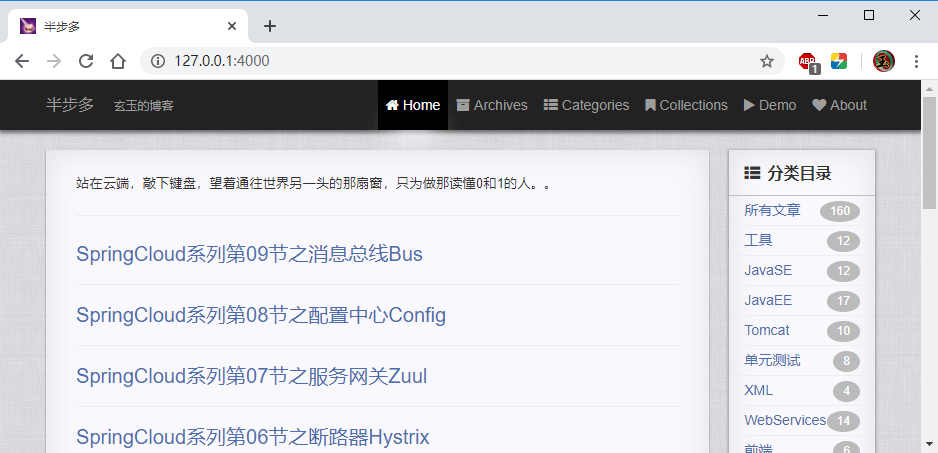 半步多
127.0.0.1:4000
ABP
1
半步多 玄玉的博客 Home Archives Categories Collections Demo About
站在云端，敲下键盘，望着通往世界另一头的那扇窗，只为做那读懂0和1的人。。
SpringCloud系列第09节之消息总线Bus
SpringCloud系列第08节之配置中心Config
SpringCloud系列第07节之服务网关Zuul
SpringCloud系列第06节之断路器Hystrix
分类目录
所有文章 160
工具 12
JavaSE 12
JavaEE 17
Tomcat 10
单元测试 8
XML 4
WebServices 14
前端 6